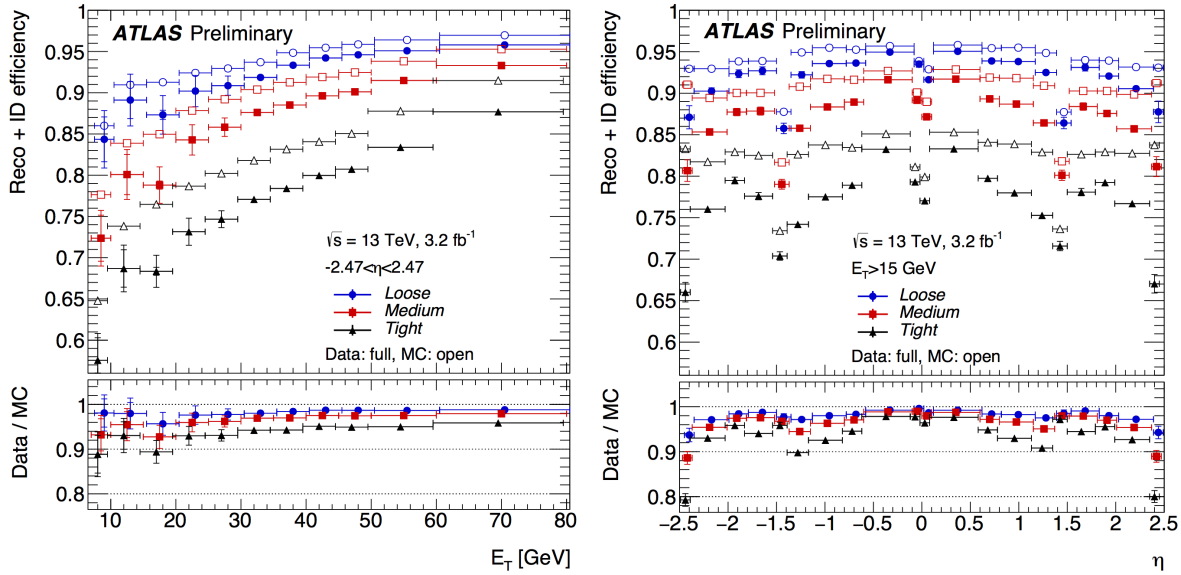 ATLAS Preliminary
Reco + ID efficiency
0.95
0.9
0.85
0.8
0.75
0.7
0.65
0.6
√s = 13 TeV, 3.2 fb⁻¹
-2.47<η<2.47
Loose
Medium
Tight
Data: full, MC: open
Data / MC
1
0.9
0.8
10 20 30 40 50 60 70 80
E_T [GeV]
ATLAS Preliminary
Reco + ID efficiency
0.95
0.9
0.85
0.8
0.75
0.7
0.65
0.6
√s = 13 TeV, 3.2 fb⁻¹
E_T>15 GeV
Loose
Medium
Tight
Data: full, MC: open
Data / MC
1
0.9
0.8
-2.5 -2 -1.5 -1 -0.5 0 0.5 1 1.5 2 2.5
η